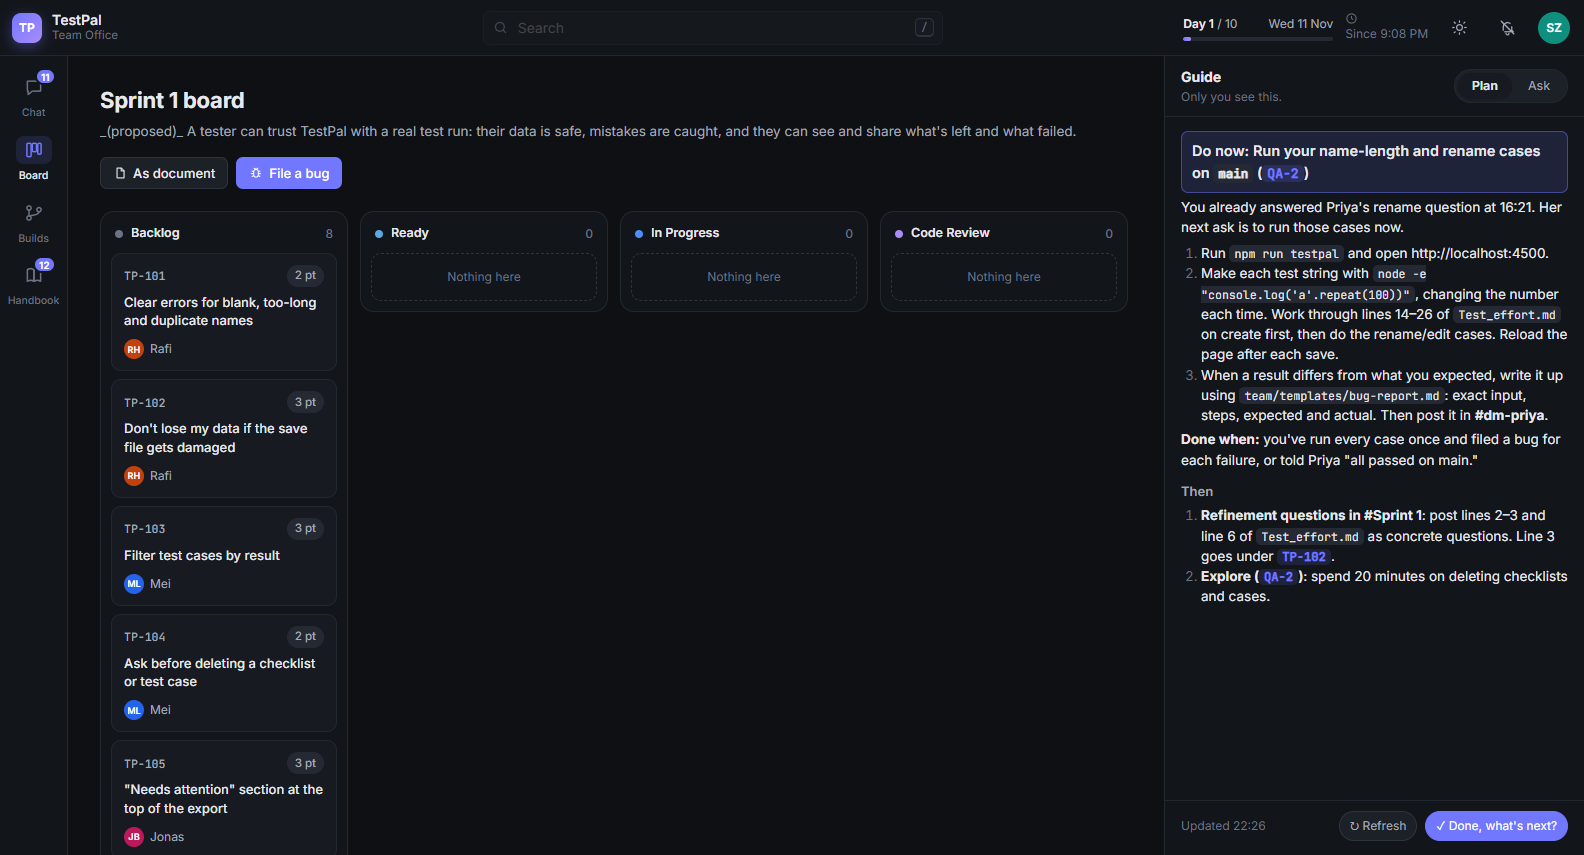 TP
TestPal
Team Office
Search
/
Day 1 / 10
Wed 11 Nov
Since 9:08 PM
SZ
11
Chat
Board
Builds
12
Handbook
Sprint 1 board
_(proposed)_ A tester can trust TestPal with a real test run: their data is safe, mistakes are caught, and they can see and share what's left and what failed.
As document
File a bug
Backlog
8
TP-101
2 pt
Clear errors for blank, too-long
and duplicate names
RH
Rafi
TP-102
3 pt
Don't lose my data if the save
file gets damaged
RH
Rafi
TP-103
3 pt
Filter test cases by result
ML
Mei
TP-104
2 pt
Ask before deleting a checklist
or test case
ML
Mei
TP-105
3 pt
"Needs attention" section at the
top of the export
JB
Jonas
Ready
0
Nothing here
In Progress
0
Nothing here
Code Review
0
Nothing here
Guide
Only you see this.
Plan
Ask
Do now: Run your name-length and rename cases
on main ( QA-2 )
You already answered Priya's rename question at 16:21. Her
next ask is to run those cases now.
1. Run npm run testpal and open http://localhost:4500.
2. Make each test string with node -e
"console.log('a'.repeat(100))" , changing the number
each time. Work through lines 14–26 of Test_effort.md
on create first, then do the rename/edit cases. Reload the
page after each save.
3. When a result differs from what you expected, write it up
using team/templates/bug-report.md : exact input,
steps, expected and actual. Then post it in #dm-priya.
Done when: you've run every case once and filed a bug for
each failure, or told Priya "all passed on main."
Then
1. Refinement questions in #Sprint 1: post lines 2–3 and
line 6 of Test_effort.md as concrete questions. Line 3
goes under TP-102 .
2. Explore ( QA-2 ): spend 20 minutes on deleting checklists
and cases.
Updated 22:26
↻ Refresh
✓ Done, what's next?